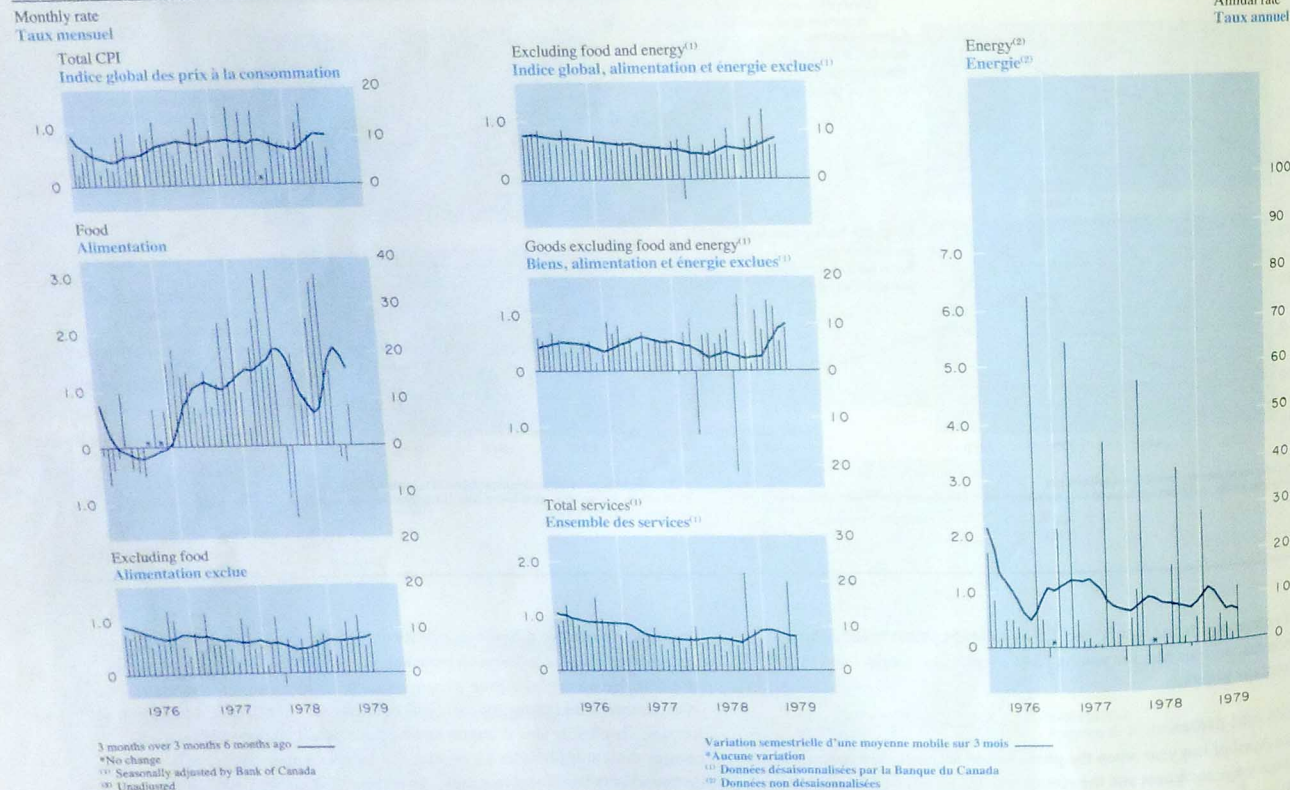 Monthly rate
Taux mensuel
Annual rate
Taux annuel
Total CPI
Indice global des prix à la consommation
20
1.0
10
0
0
Food
Alimentation
40
3.0
30
2.0
20
1.0
10
0
0
10
1.0
20
Excluding food
Alimentation exclue
20
1.0
10
0
0
1976 1977 1978 1979
Excluding food and energy(1)
Indice global, alimentation et énergie exclues(1)
1.0
10
0
0
Goods excluding food and energy(1)
Biens, alimentation et énergie exclues(1)
20
1.0
10
0
0
10
1.0
20
Total services(1)
Ensemble des services(1)
30
2.0
20
1.0
10
0
0
1976 1977 1978 1979
Energy(2)
Energie(2)
100
90
7.0
80
6.0
70
60
5.0
50
4.0
40
3.0
30
2.0
20
1.0
10
0
0
1976 1977 1978 1979
3 months over 3 months 6 months ago
*No change
(1) Seasonally adjusted by Bank of Canada
(2) Unadjusted
Variation semestrielle d'une moyenne mobile sur 3 mois
*Aucune variation
(1) Données désaisonnalisées par la Banque du Canada
(2) Données non désaisonnalisées